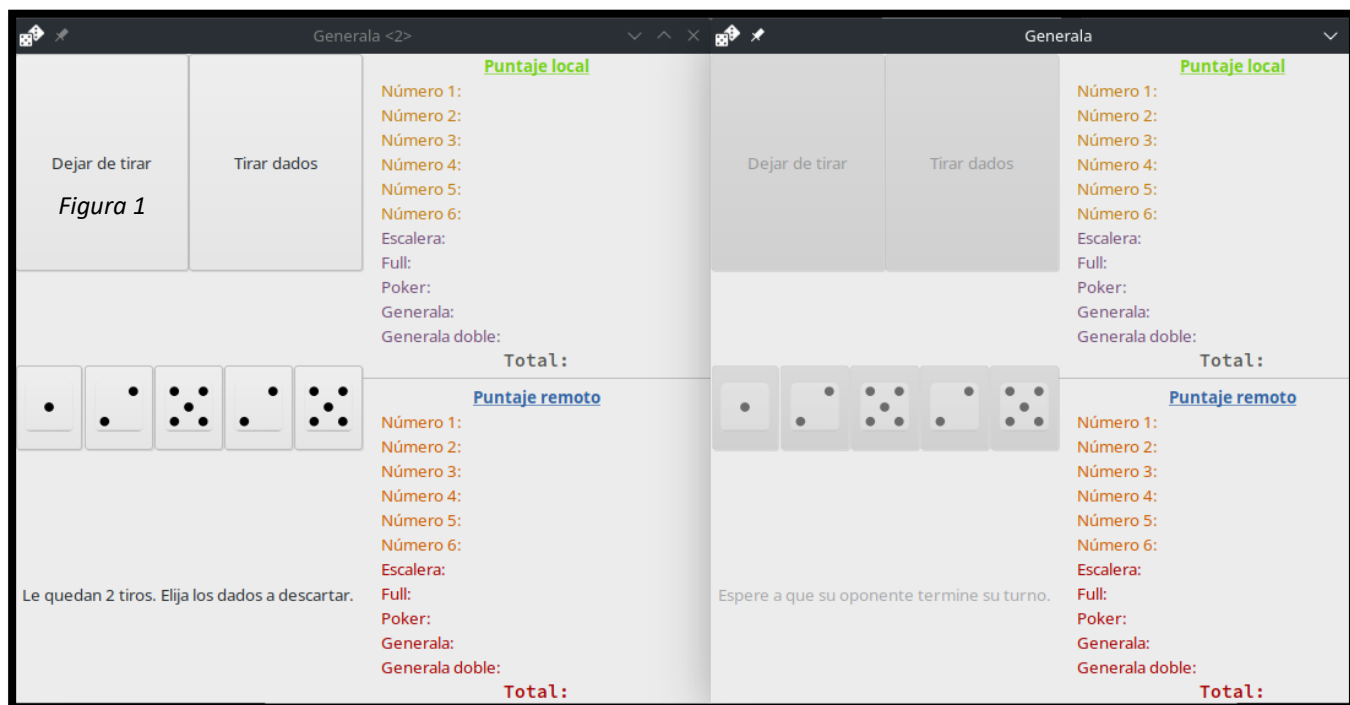 Generala <2>
Dejar de tirar
Figura 1
Tirar dados
Puntaje local
Número 1:
Número 2:
Número 3:
Número 4:
Número 5:
Número 6:
Escalera:
Full:
Poker:
Generala:
Generala doble:
Total:
Puntaje remoto
Número 1:
Número 2:
Número 3:
Número 4:
Número 5:
Número 6:
Escalera:
Full:
Poker:
Generala:
Generala doble:
Total:
Le quedan 2 tiros. Elija los dados a descartar.
Generala
Dejar de tirar
Tirar dados
Puntaje local
Número 1:
Número 2:
Número 3:
Número 4:
Número 5:
Número 6:
Escalera:
Full:
Poker:
Generala:
Generala doble:
Total:
Puntaje remoto
Número 1:
Número 2:
Número 3:
Número 4:
Número 5:
Número 6:
Escalera:
Full:
Poker:
Generala:
Generala doble:
Total:
Espere a que su oponente termine su turno.